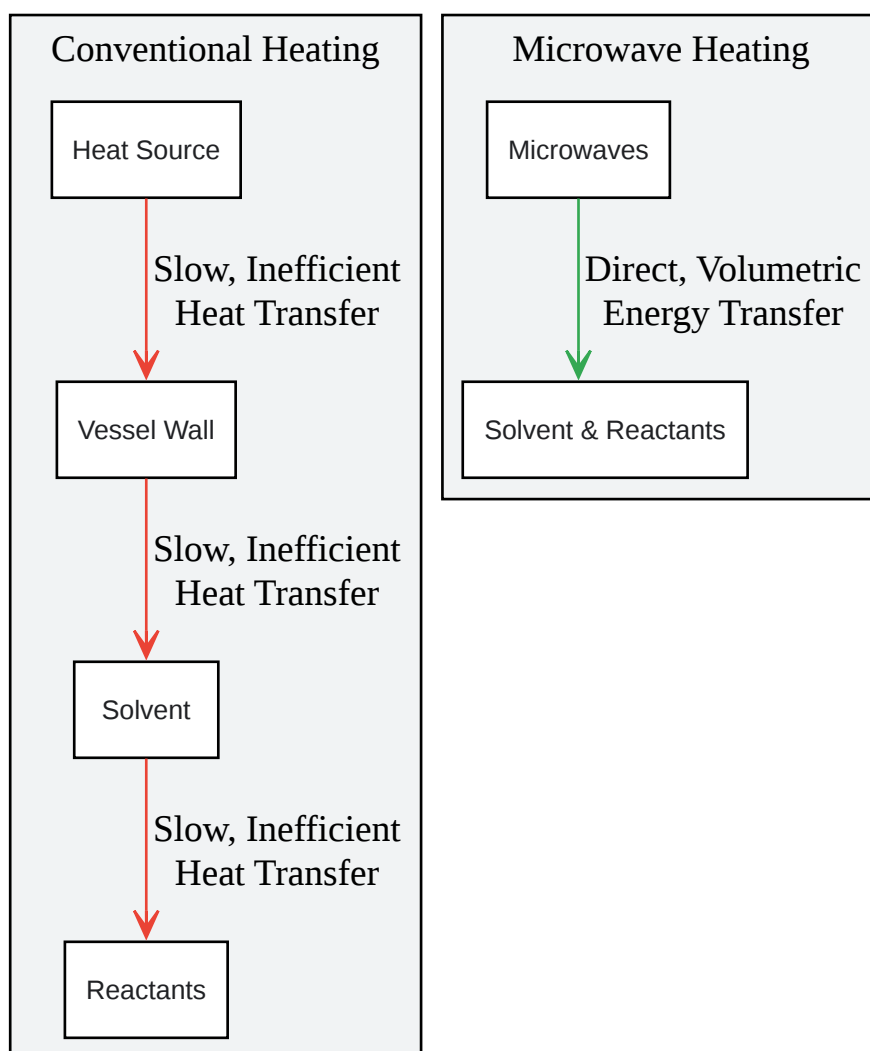 Conventional Heating
Heat Source
Slow, Inefficient
Heat Transfer
Vessel Wall
Slow, Inefficient
Heat Transfer
Solvent
Slow, Inefficient
Heat Transfer
Reactants
Microwave Heating
Microwaves
Direct, Volumetric
Energy Transfer
Solvent & Reactants